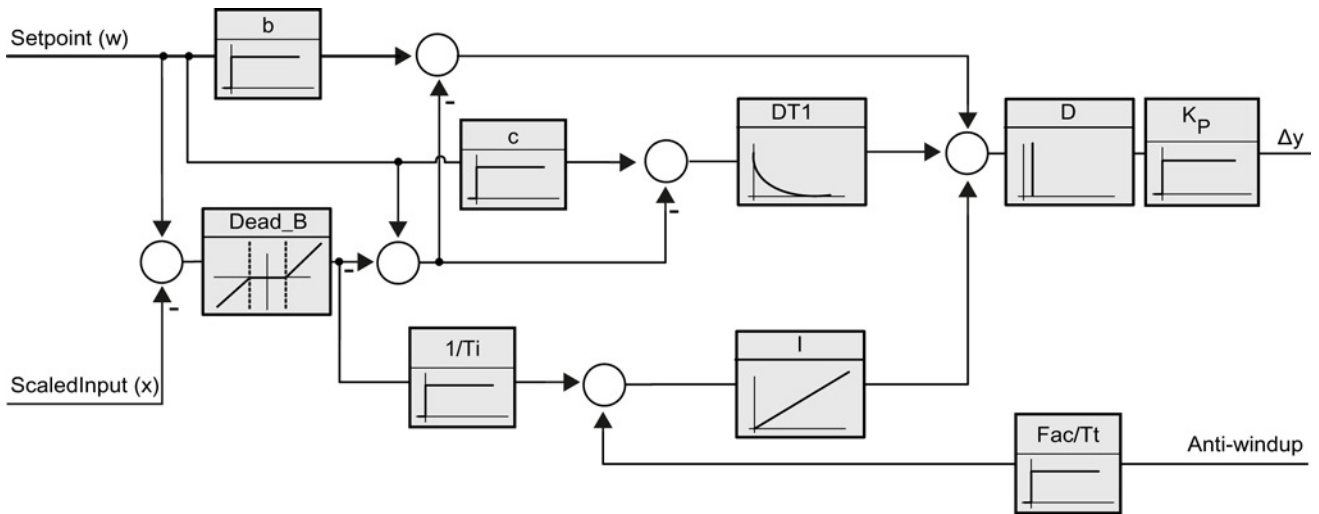 Setpoint (w)
b
-
DT1
D
K_P
Δy
c
-
Dead_B
-
-
1/Ti
I
ScaledInput (x)
Fac/Tt
Anti-windup